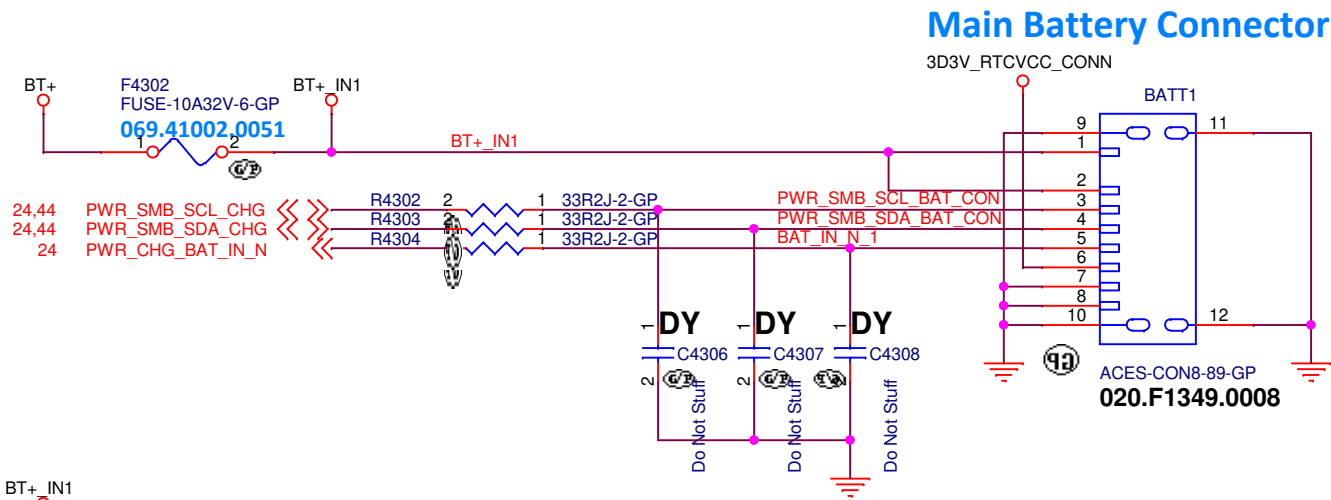 Main Battery Connector
3D3V_RTCVCC_CONN
BT+
F4302
BT+_IN1
FUSE-10A32V-6-GP
069.41002.0051
1
2
G/P
BT+_IN1
BATT1
9
11
1
2
24,44 PWR_SMB_SCL_CHG R4302 2 1 33R2J-2-GP PWR_SMB_SCL_BAT_CON 3
24,44 PWR_SMB_SDA_CHG R4303 2 1 33R2J-2-GP PWR_SMB_SDA_BAT_CON 4
24 PWR_CHG_BAT_IN_N R4304 1 33R2J-2-GP BAT_IN_N_1 5
6
7
8
10
12
1 DY 1 DY 1 DY
C4306 C4307 C4308
2 G/P 2 G/P 2 G/P
Do Not Stuff Do Not Stuff Do Not Stuff
GP
ACES-CON8-89-GP
020.F1349.0008
BT+_IN1